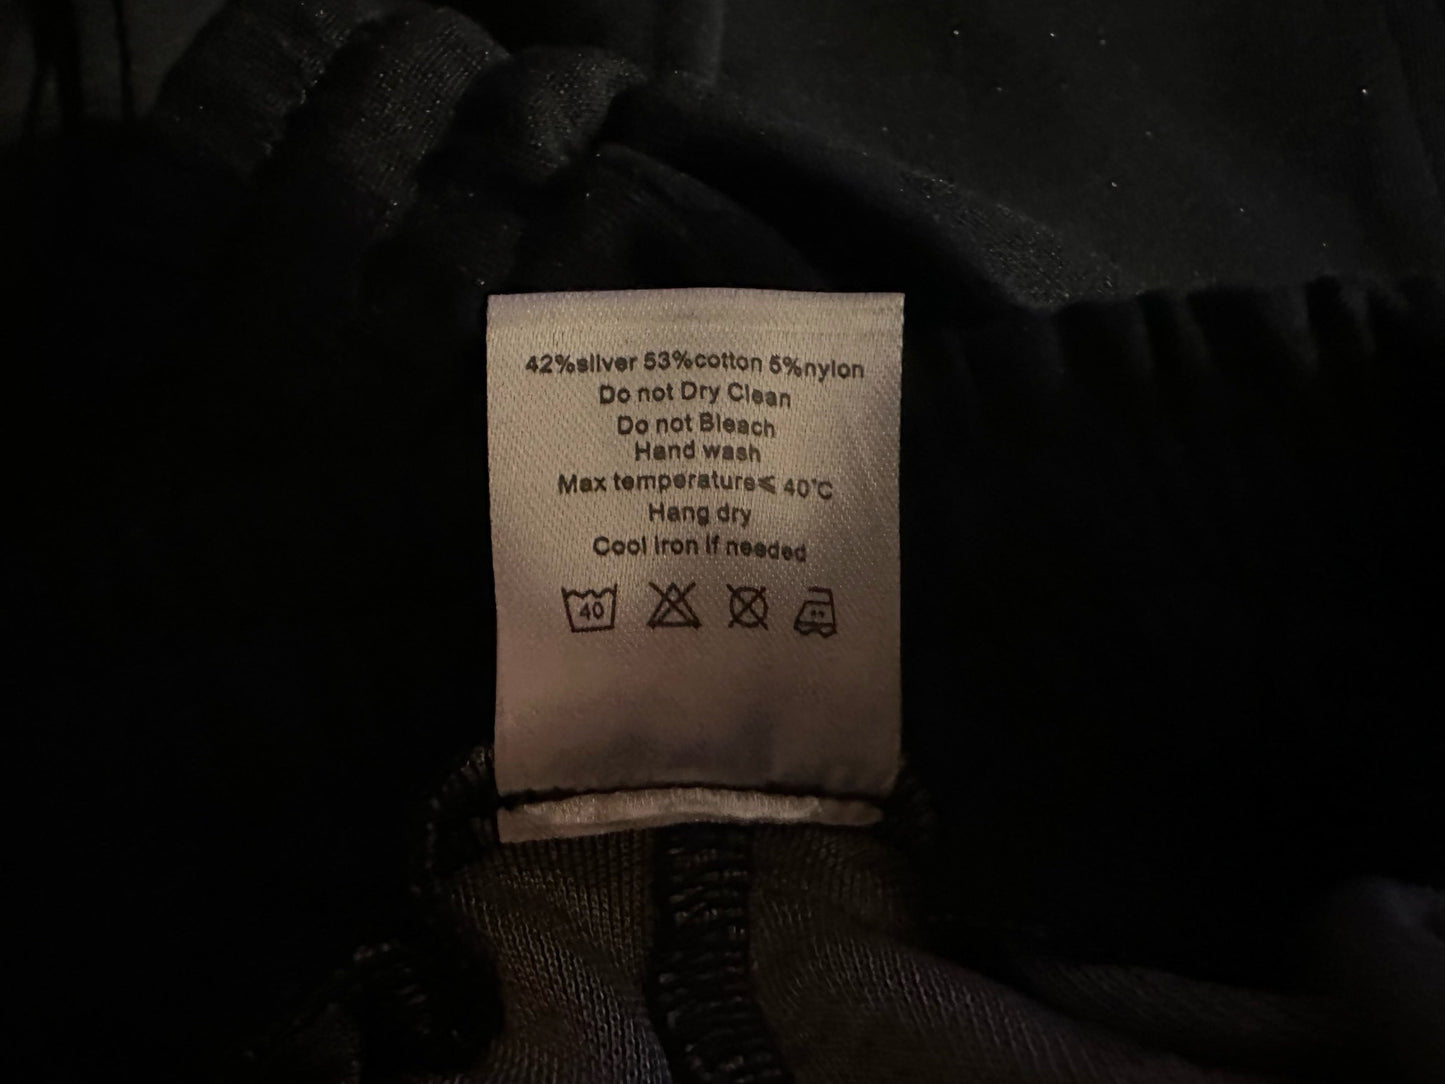 42%silver 53%cotton 5%nylon
Do not Dry Clean
Do not Bleach
Hand wash
Max temperature≤ 40°C
Hang dry
Cool iron if needed
40